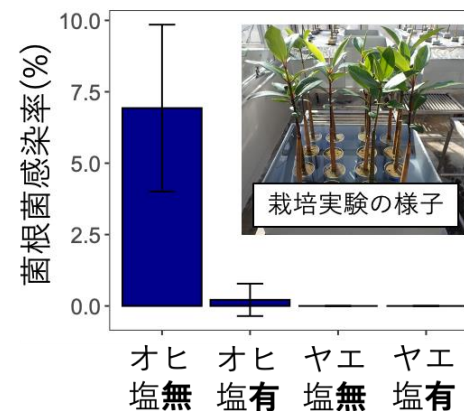 菌根菌感染率(%)
10.0
7.5
5.0
2.5
0.0
栽培実験の様子
オヒ オヒ ヤエ ヤエ
塩無 塩有 塩無 塩有